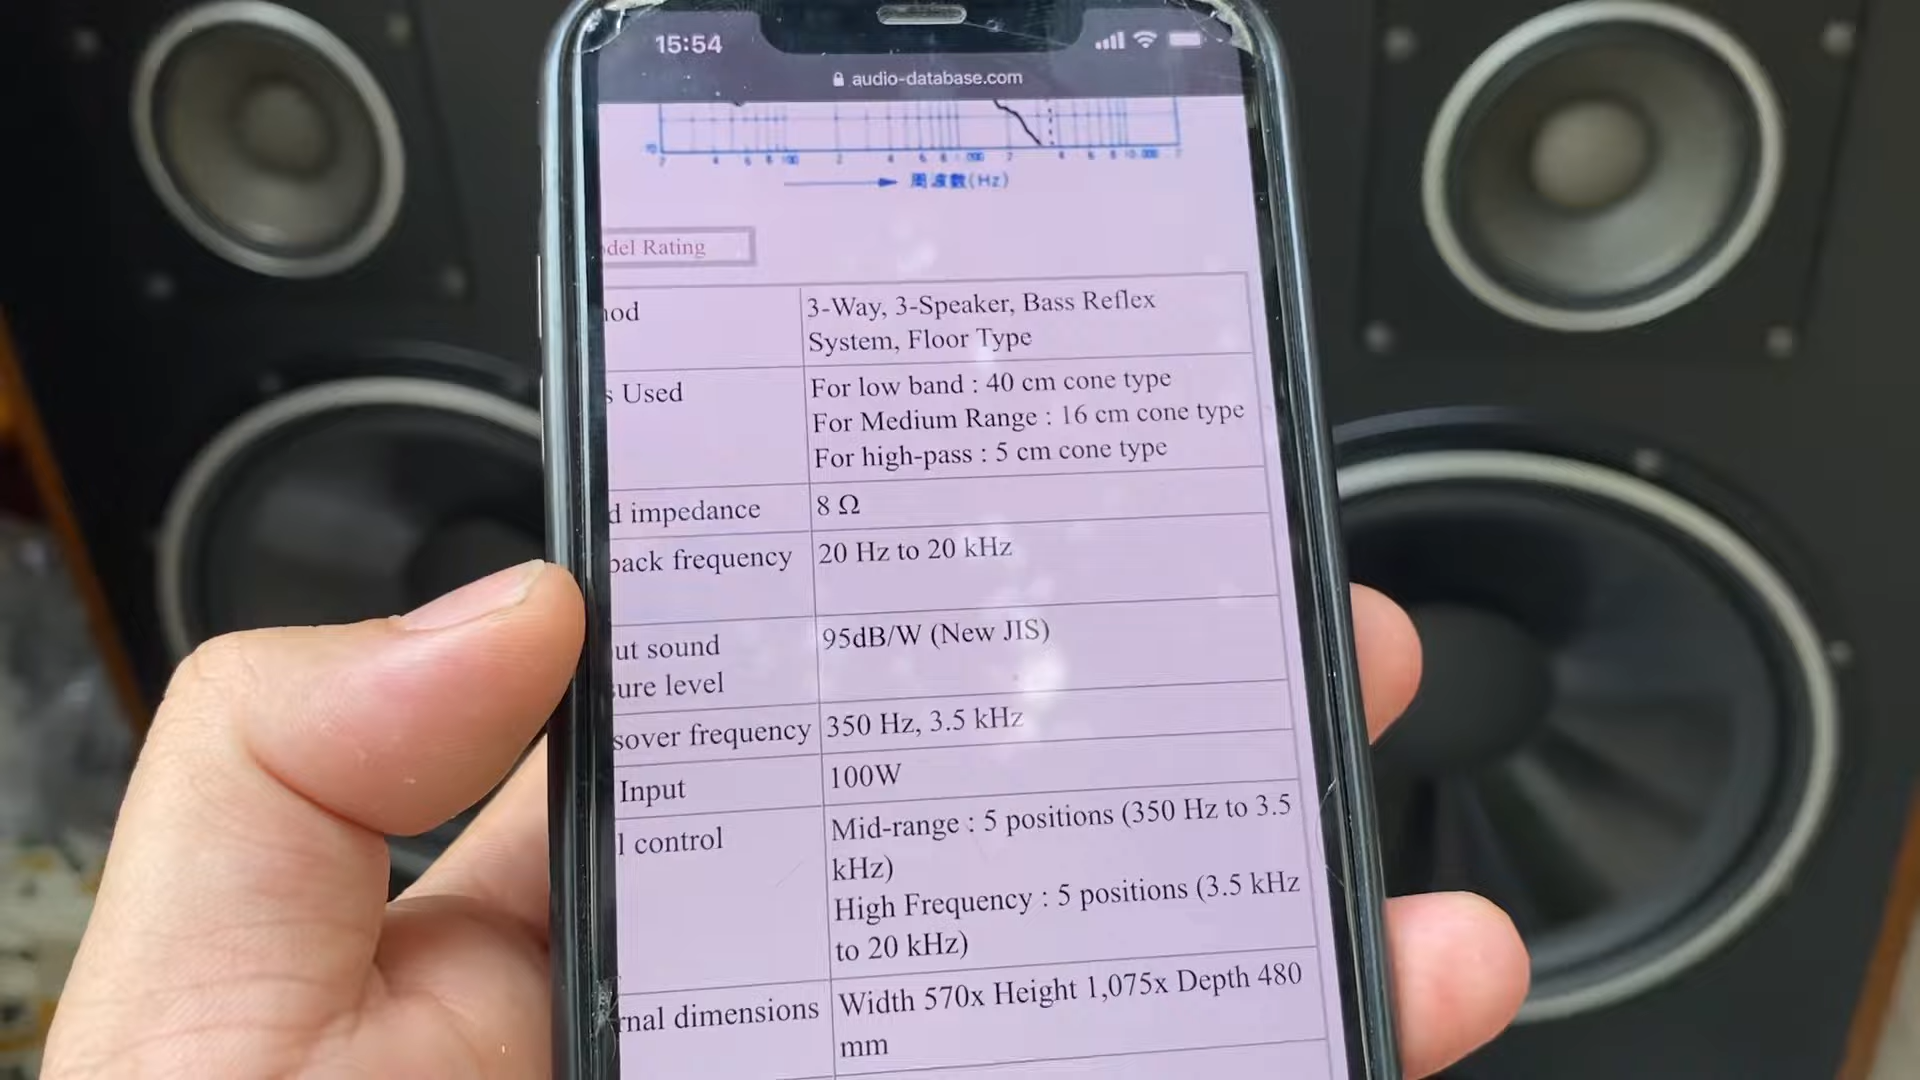 15:54
audio-database.com
周波数(Hz)
del Rating
3-Way, 3-Speaker, Bass Reflex
System, Floor Type
s Used
For low band : 40 cm cone type
For Medium Range : 16 cm cone type
For high-pass : 5 cm cone type
d impedance
8 Ω
back frequency
20 Hz to 20 kHz
ut sound
ure level
95dB/W (New JIS)
sover frequency
350 Hz, 3.5 kHz
Input
100W
l control
Mid-range : 5 positions (350 Hz to 3.5
kHz)
High Frequency : 5 positions (3.5 kHz
to 20 kHz)
rnal dimensions
Width 570x Height 1,075x Depth 480
mm